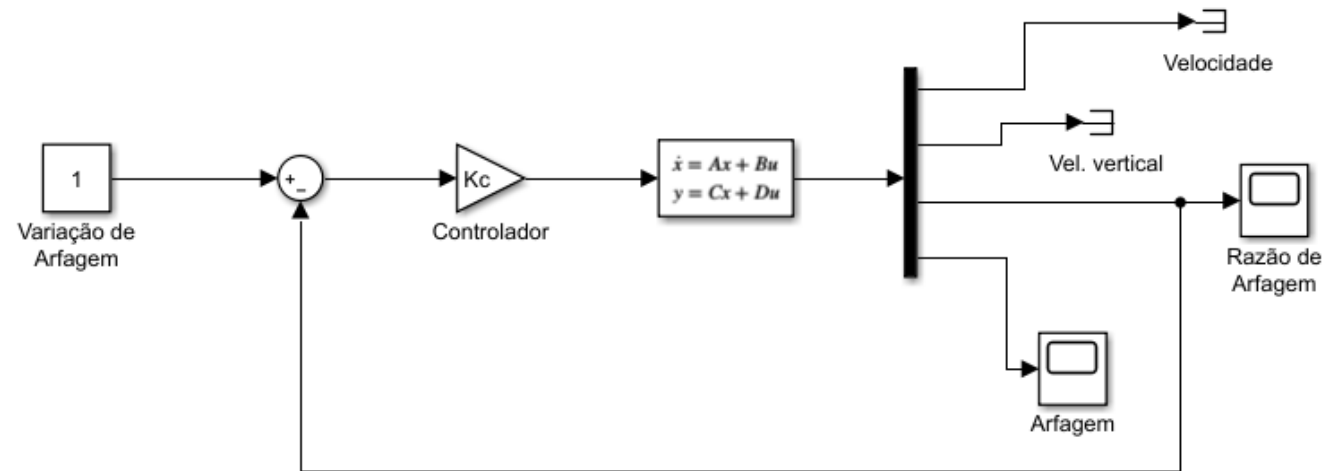 Velocidade
Vel. vertical
1
+
−
Kc
ẋ = Ax + Bu
y = Cx + Du
Variação de
Arfagem
Controlador
Razão de
Arfagem
Arfagem